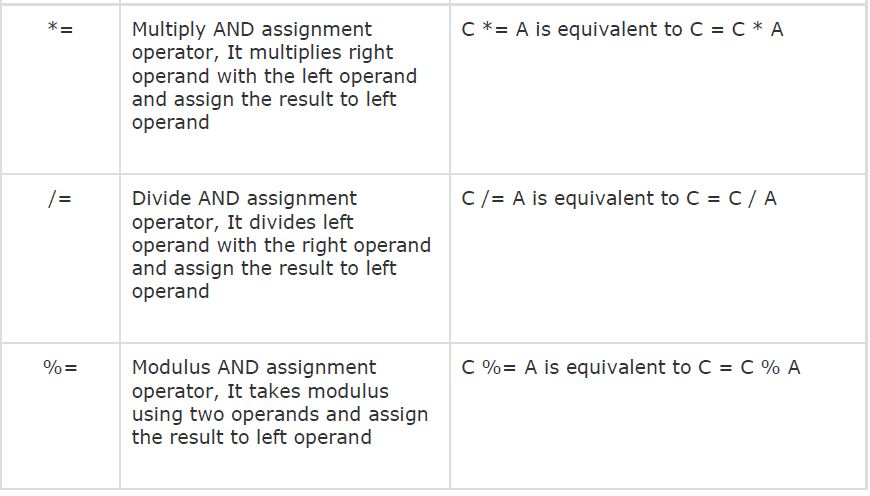 *=
Multiply AND assignment
operator, It multiplies right
operand with the left operand
and assign the result to left
operand
C *= A is equivalent to C = C * A
/=
Divide AND assignment
operator, It divides left
operand with the right operand
and assign the result to left
operand
C /= A is equivalent to C = C / A
%=
Modulus AND assignment
operator, It takes modulus
using two operands and assign
the result to left operand
C %= A is equivalent to C = C % A